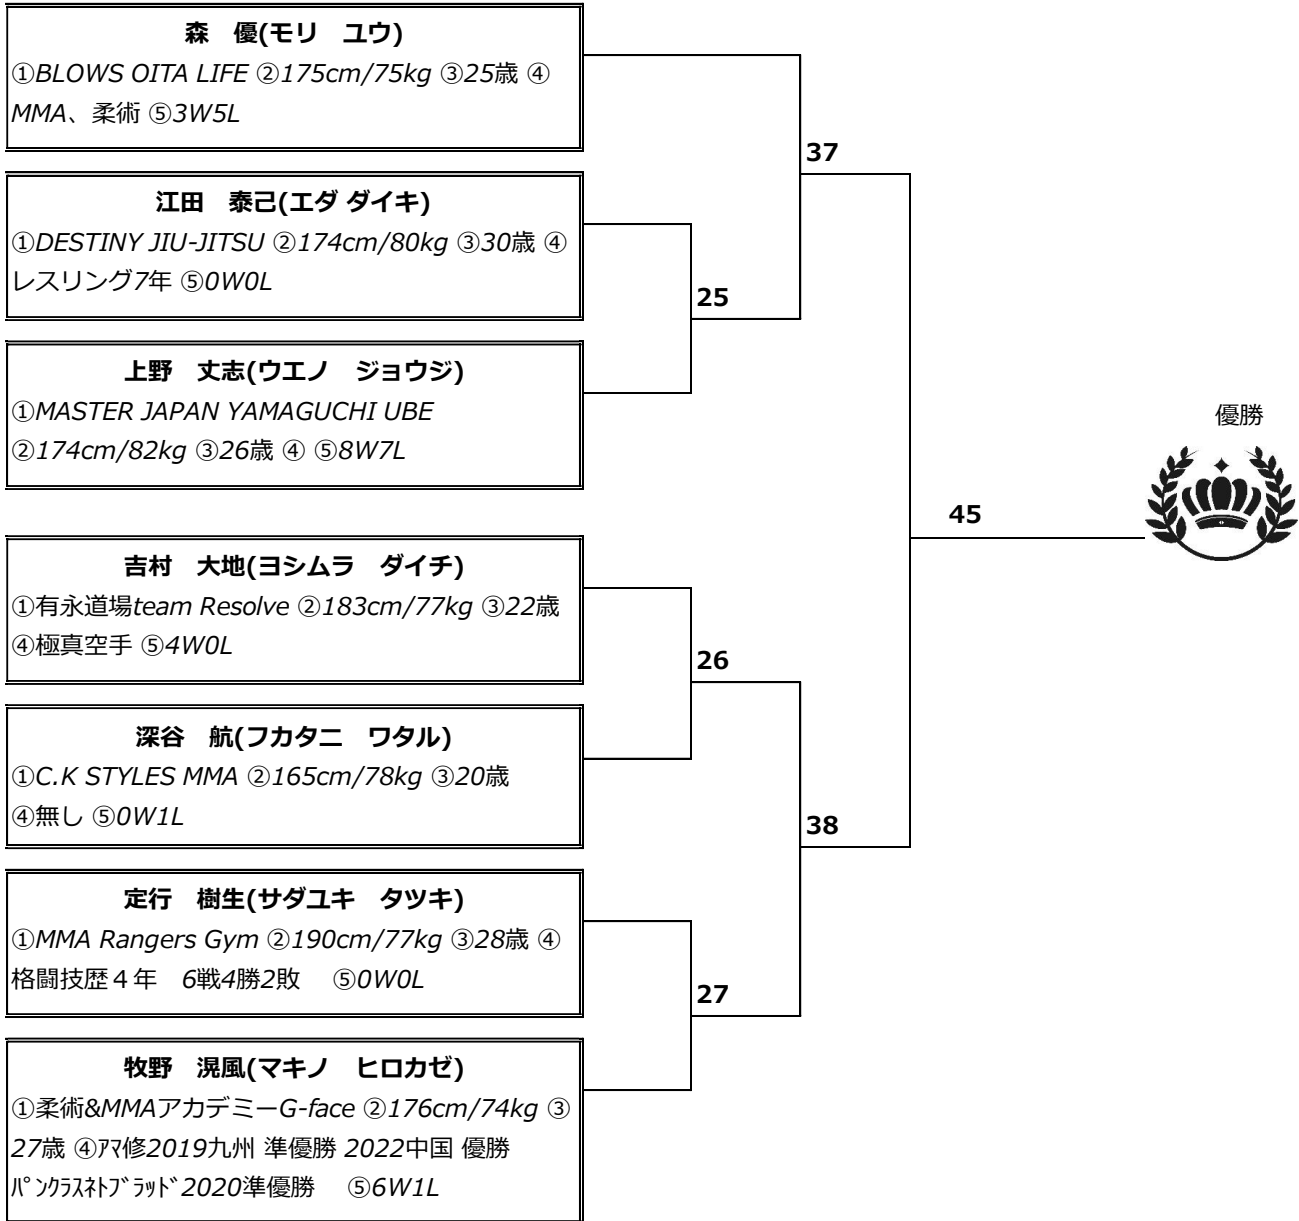 森　優(モリ　ユウ)
①BLOWS OITA LIFE ②175cm/75kg ③25歳 ④
MMA、柔術 ⑤3W5L
37
江田　泰己(エダ ダイキ)
①DESTINY JIU-JITSU ②174cm/80kg ③30歳 ④
レスリング7年 ⑤0W0L
25
上野　丈志(ウエノ　ジョウジ)
①MASTER JAPAN YAMAGUCHI UBE
②174cm/82kg ③26歳 ④ ⑤8W7L
優勝
45
吉村　大地(ヨシムラ　ダイチ)
①有永道場team Resolve ②183cm/77kg ③22歳
④極真空手 ⑤4W0L
26
深谷　航(フカタニ　ワタル)
①C.K STYLES MMA ②165cm/78kg ③20歳
④無し ⑤0W1L
38
定行　樹生(サダユキ　タツキ)
①MMA Rangers Gym ②190cm/77kg ③28歳 ④
格闘技歴４年　6戦4勝2敗　 ⑤0W0L
27
牧野　滉風(マキノ　ヒロカゼ)
①柔術&MMAアカデミーG-face ②176cm/74kg ③
27歳 ④ｱﾏ修2019九州 準優勝 2022中国 優勝
ﾊﾟﾝｸﾗｽﾈﾄﾌﾞﾗｯﾄﾞ2020準優勝　 ⑤6W1L